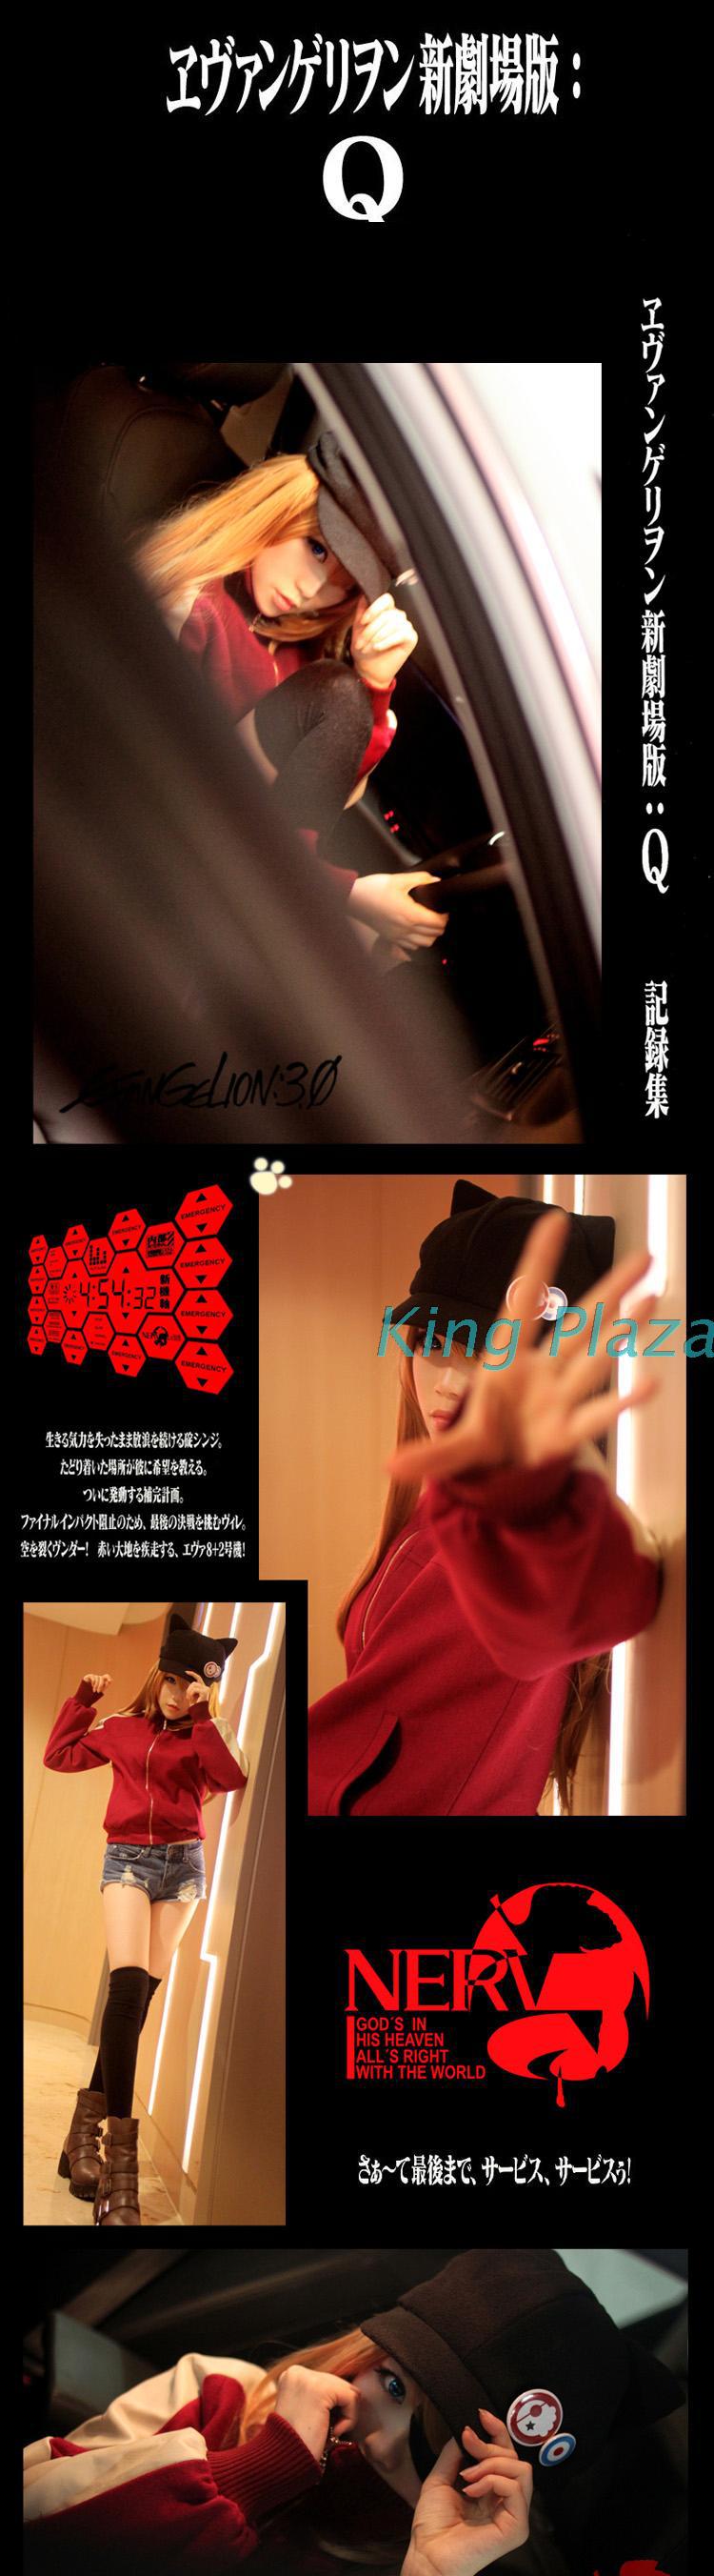 ヱヴァンゲリヲン新劇場版：
Q
ヱヴァンゲリヲン新劇場版：Q
記録集
EVANGELION:3.0
EMERGENCY
EMERGENCY
EMERGENCY
EMERGENCY
EMERGENCY
EMERGENCY
4:54:32
King Plaza
生きる気力を失ったまま放浪を続ける碇シンジ。
たどり着いた場所が彼に希望を教える。
ついに発動する補完計画。
ファイナルインパクト阻止のため、最後の決戦を挑むヴィレ。
空を裂くヴンダー! 赤い大地を疾走する、エヴァ8+2号機!
NERV
GOD'S IN
HIS HEAVEN
ALL'S RIGHT
WITH THE WORLD
さぁ〜て最後まで、サービス、サービスぅ!